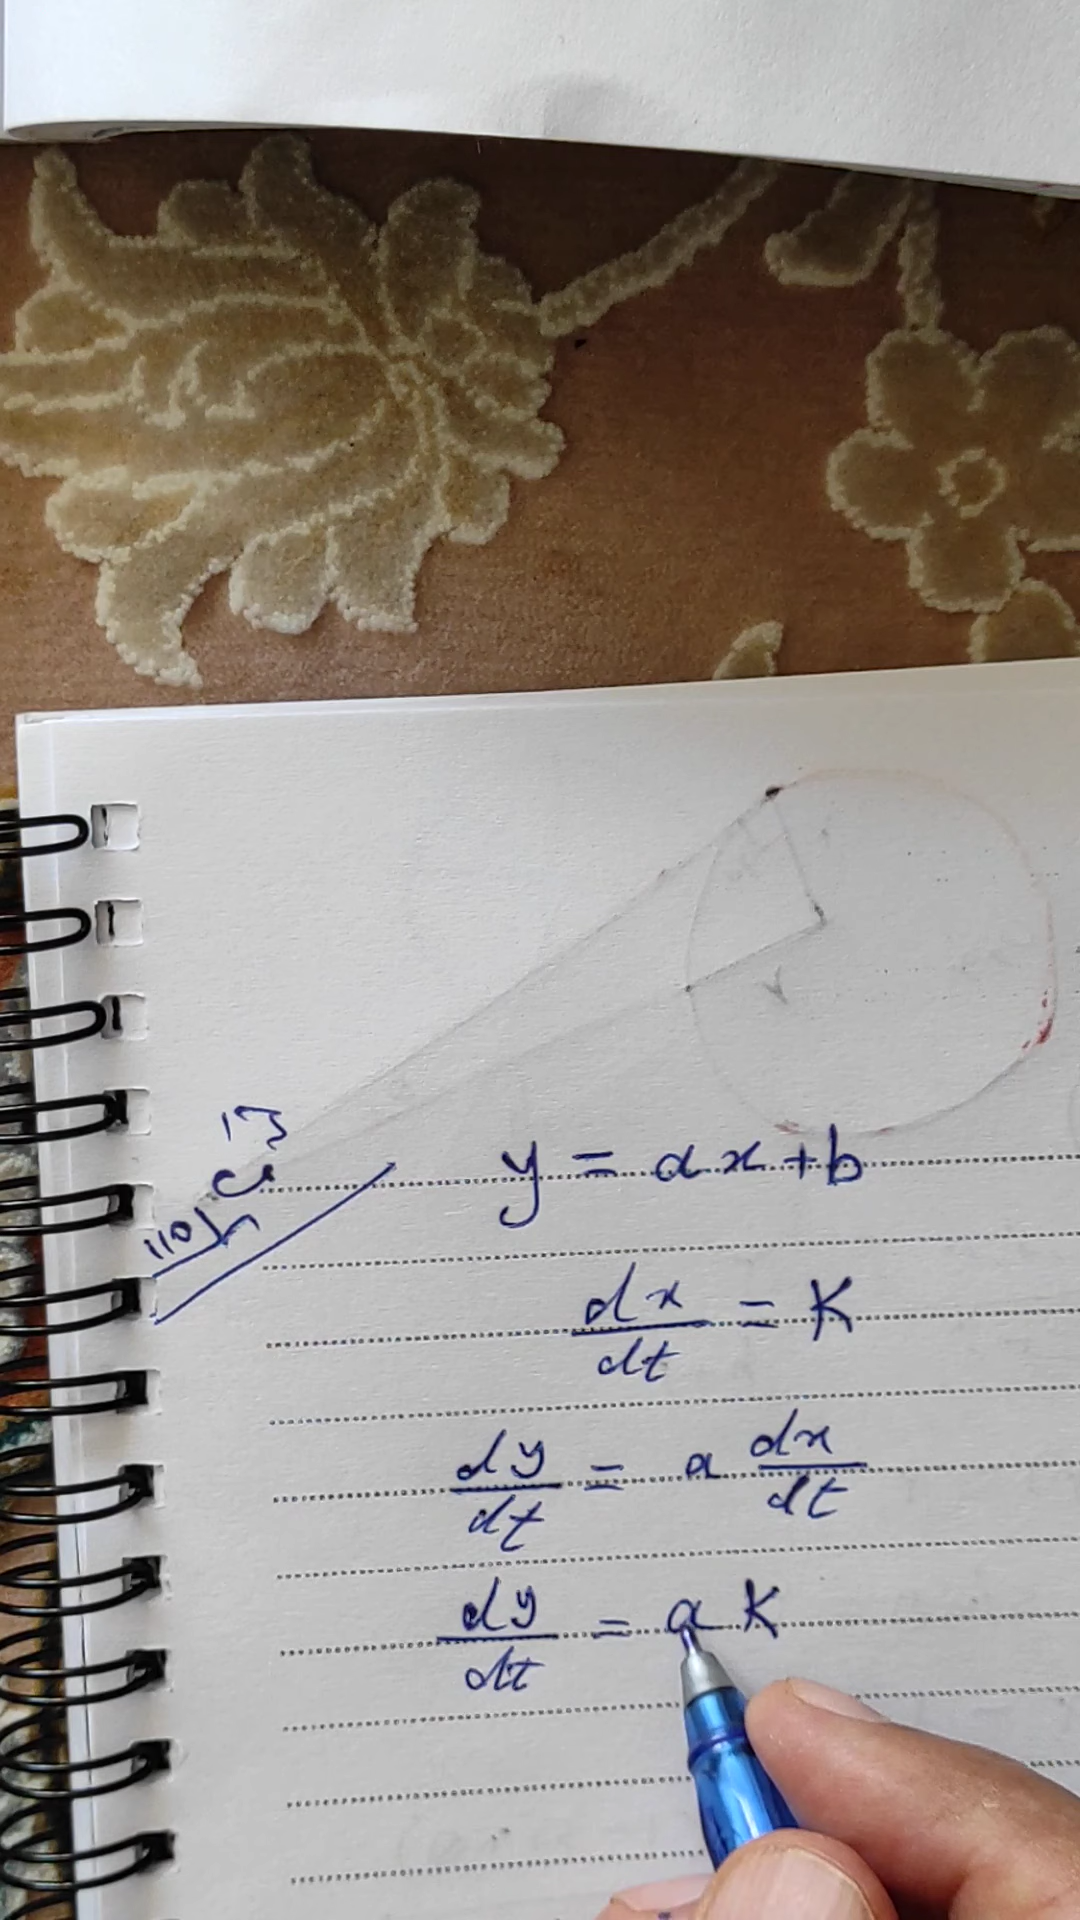 y = ax + b
dx/dt = K
dy/dt = a dx/dt
dy/dt = a K